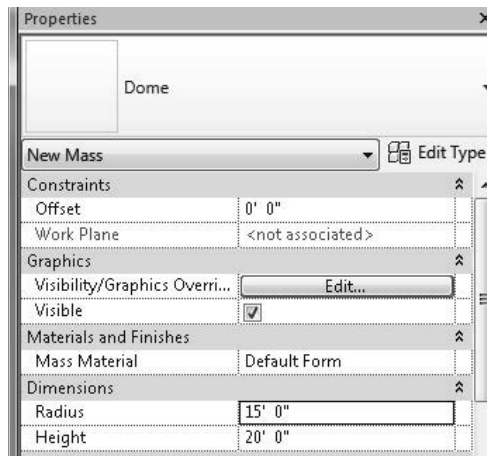 Properties
Dome
New Mass Edit Type
Constraints
Offset 0' 0"
Work Plane <not associated>
Graphics
Visibility/Graphics Overri... Edit...
Visible
Materials and Finishes
Mass Material Default Form
Dimensions
Radius 15' 0"
Height 20' 0"